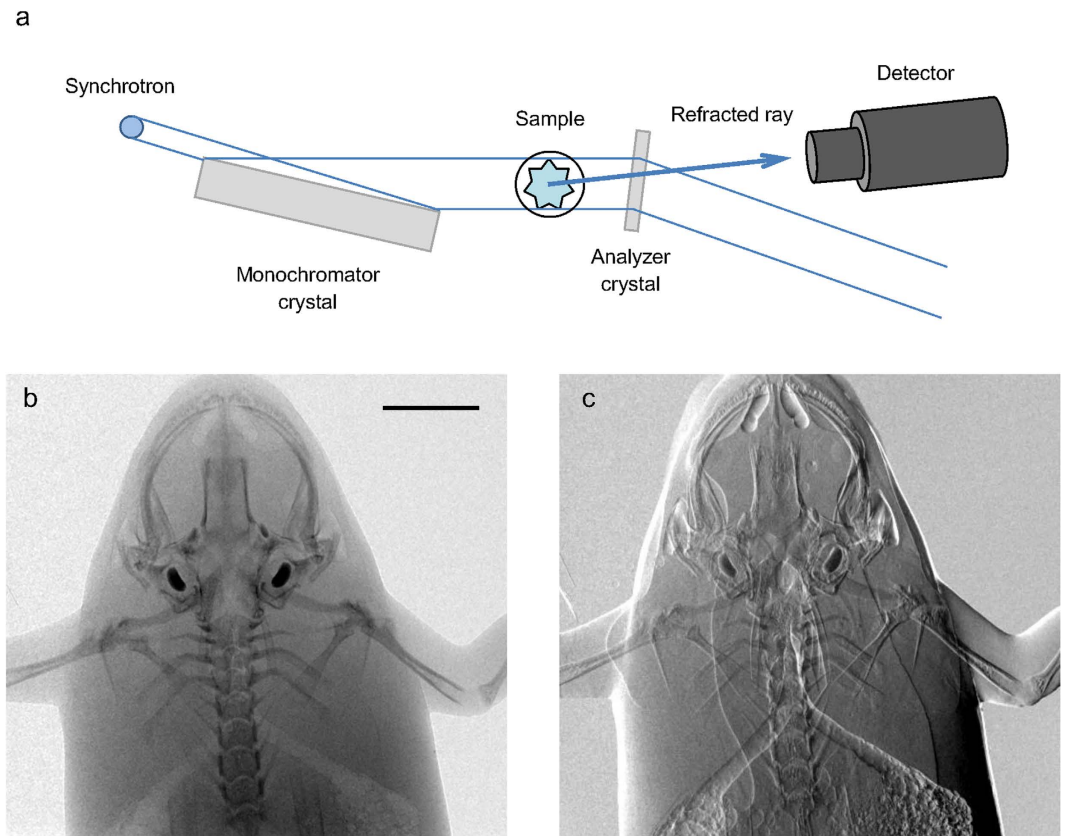 a
Synchrotron
Monochromator
crystal
Sample
Analyzer
crystal
Refracted ray
Detector
b
c